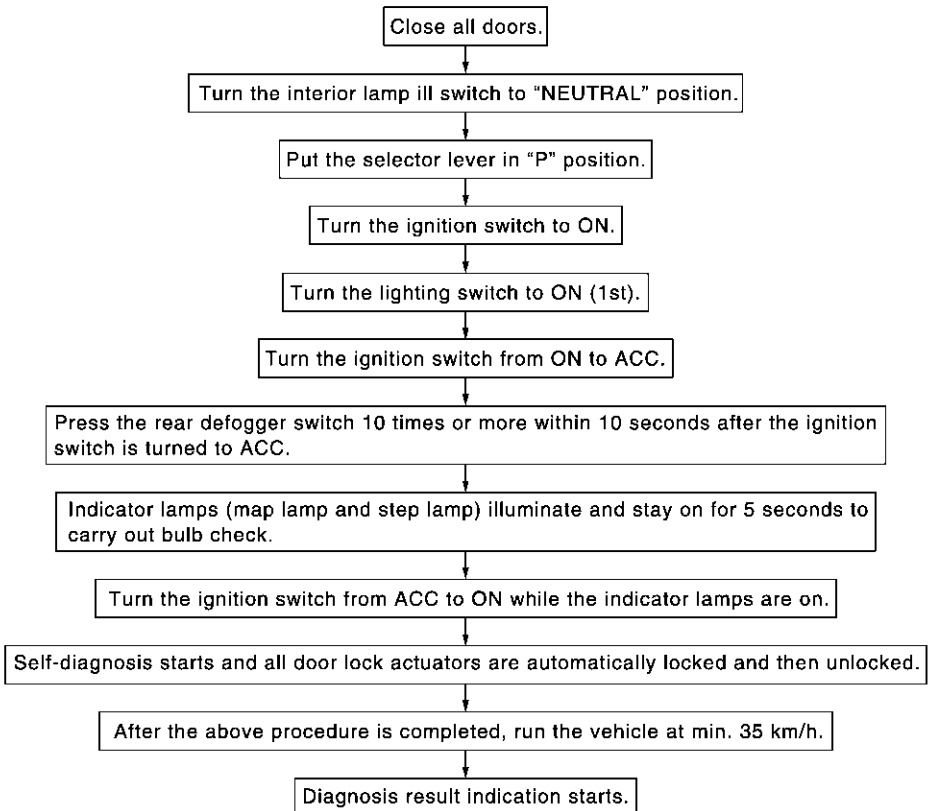 Close all doors.
Turn the interior lamp ill switch to “NEUTRAL” position.
Put the selector lever in “P” position.
Turn the ignition switch to ON.
Turn the lighting switch to ON (1st).
Turn the ignition switch from ON to ACC.
Press the rear defogger switch 10 times or more within 10 seconds after the ignition
switch is turned to ACC.
Indicator lamps (map lamp and step lamp) illuminate and stay on for 5 seconds to
carry out bulb check.
Turn the ignition switch from ACC to ON while the indicator lamps are on.
Self-diagnosis starts and all door lock actuators are automatically locked and then unlocked.
After the above procedure is completed, run the vehicle at min. 35 km/h.
Diagnosis result indication starts.